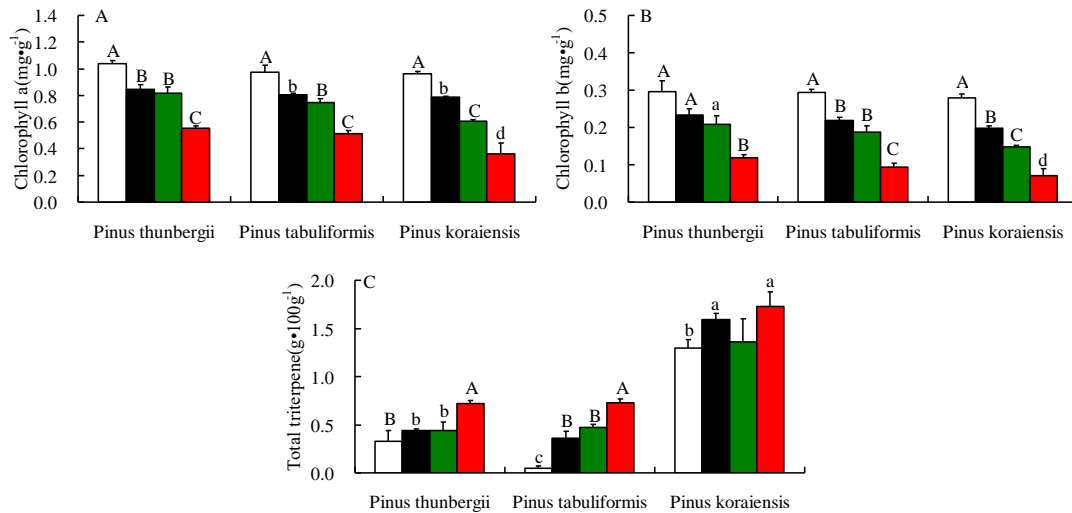 A
Chlorophyll a(mg•g-1)
1.4
1.2
1.0
0.8
0.6
0.4
0.2
0.0
A B B C
A b B C
A b C d
Pinus thunbergii Pinus tabuliformis Pinus koraiensis
B
Chlorophyll b(mg•g-1)
0.5
0.4
0.3
0.2
0.1
0.0
A A a B
A B B C
A B C d
Pinus thunbergii Pinus tabuliformis Pinus koraiensis
C
Total triterpene(g•100g-1)
2.0
1.5
1.0
0.5
0.0
B b b A
c B B A
b a a
Pinus thunbergii Pinus tabuliformis Pinus koraiensis